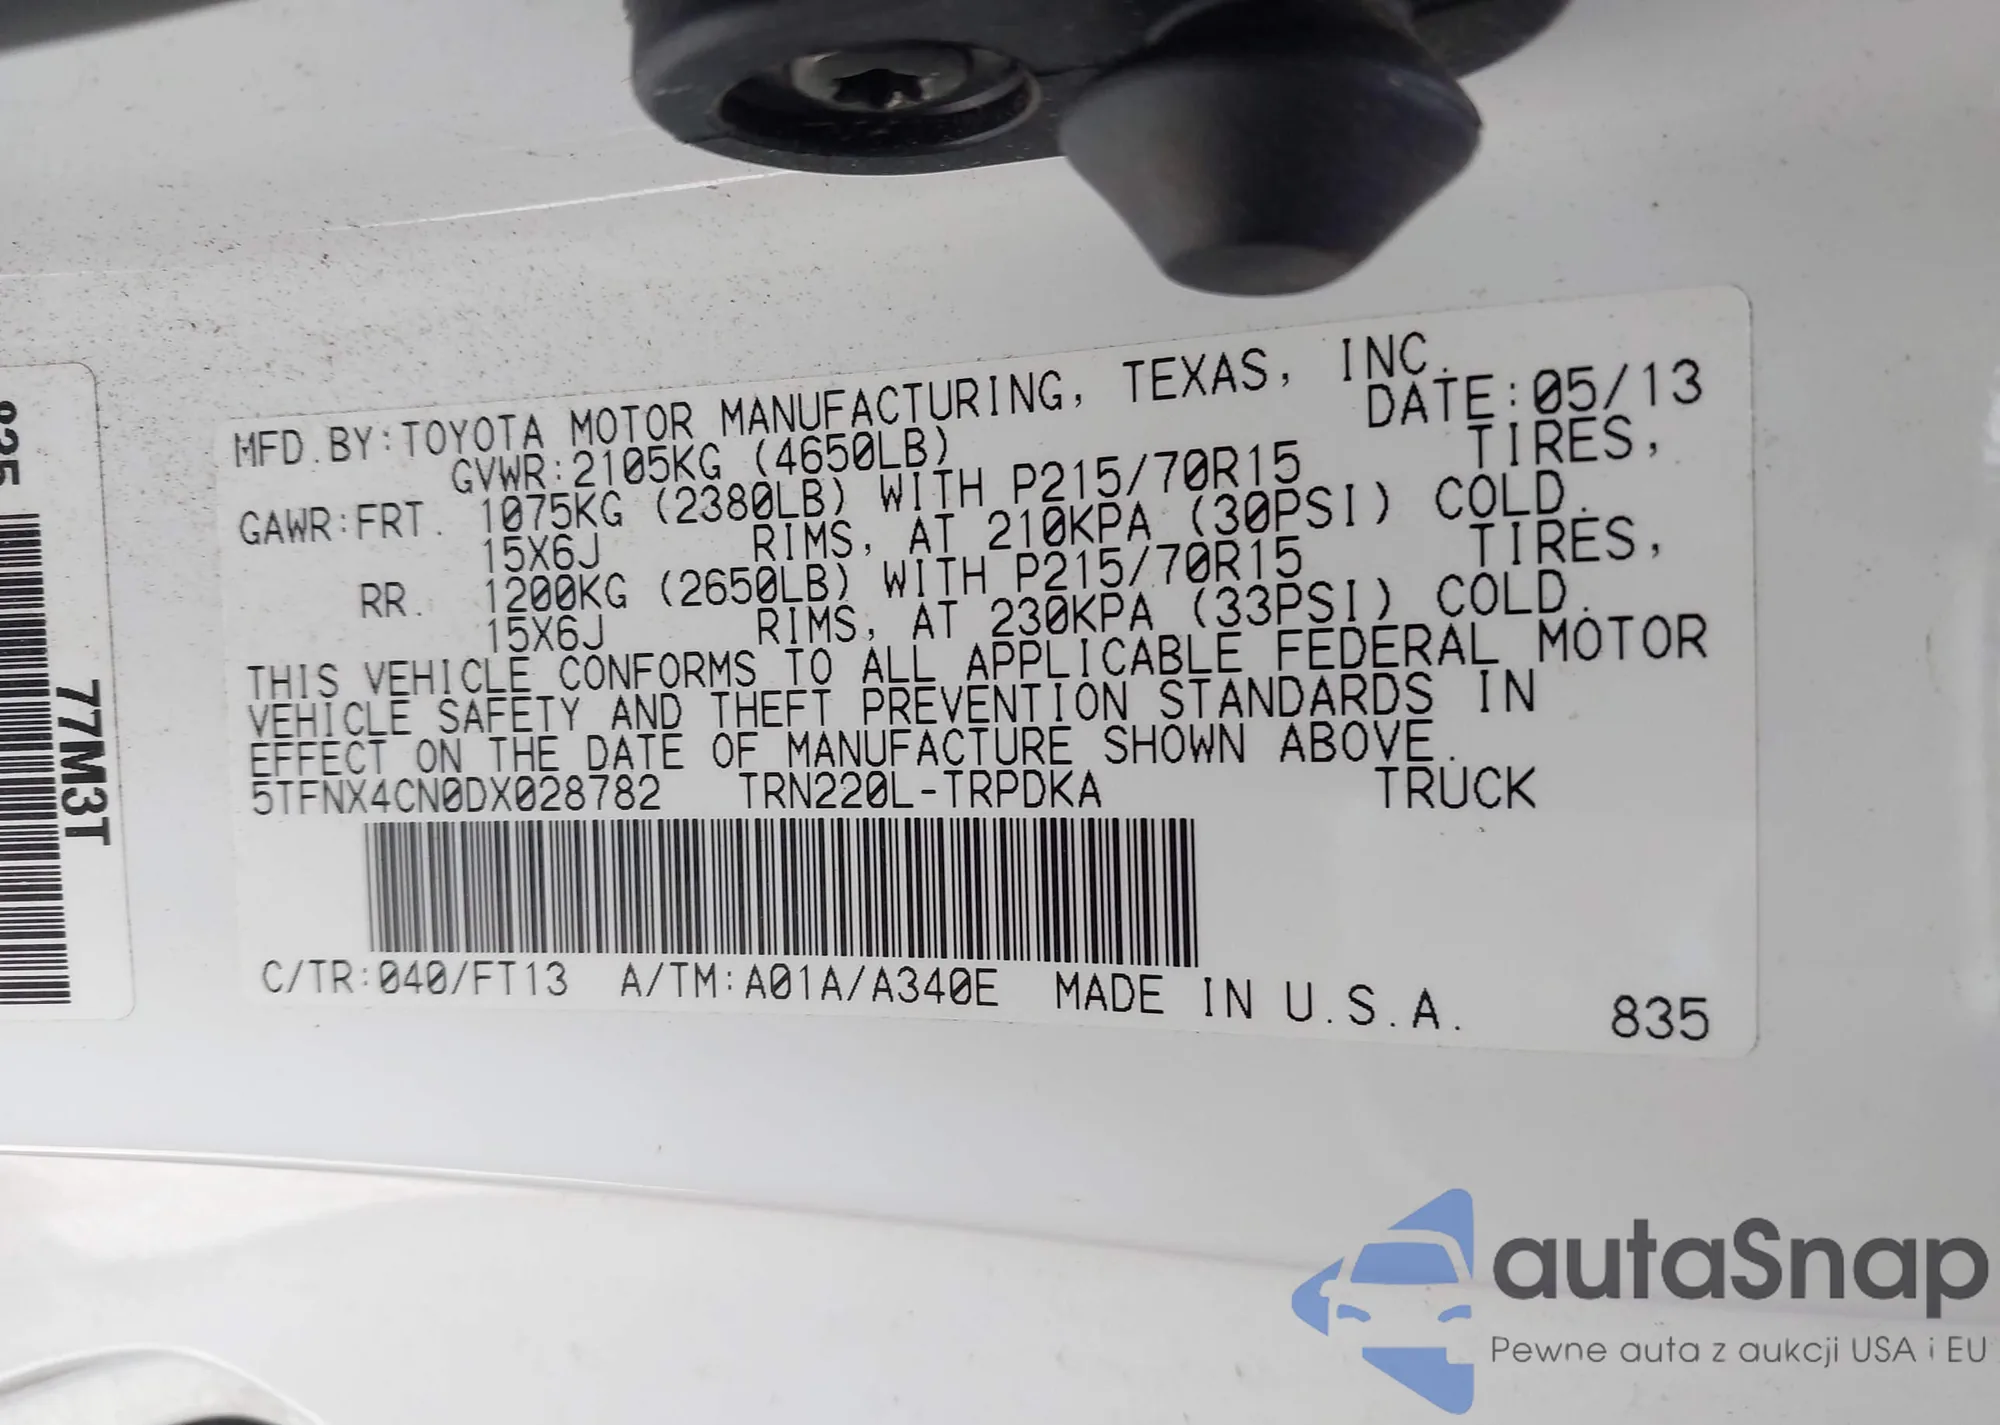 MFD. BY:TOYOTA MOTOR MANUFACTURING, TEXAS, INC.
GVWR:2105KG (4650LB) DATE:05/13
GAWR:FRT. 1075KG (2380LB) WITH P215/70R15 TIRES,
15X6J RIMS, AT 210KPA (30PSI) COLD.
RR. 1200KG (2650LB) WITH P215/70R15 TIRES,
15X6J RIMS, AT 230KPA (33PSI) COLD.
THIS VEHICLE CONFORMS TO ALL APPLICABLE FEDERAL MOTOR
VEHICLE SAFETY AND THEFT PREVENTION STANDARDS IN
EFFECT ON THE DATE OF MANUFACTURE SHOWN ABOVE.
5TFNX4CN0DX028782 TRN220L-TRPDKA TRUCK
C/TR:040/FT13 A/TM:A01A/A340E MADE IN U.S.A. 835
77M3T
autaSnap
Pewne auta z aukcji USA i EU